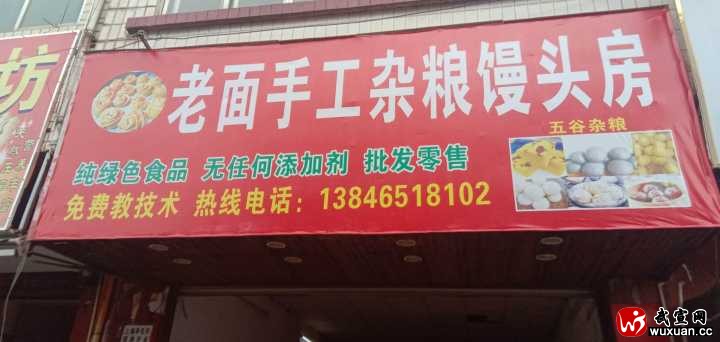 老面手工杂粮馒头房
五谷杂粮
纯绿色食品 无任何添加剂 批发零售
免费教技术 热线电话：13846518102
坊
武宣网
wuxuan.cc